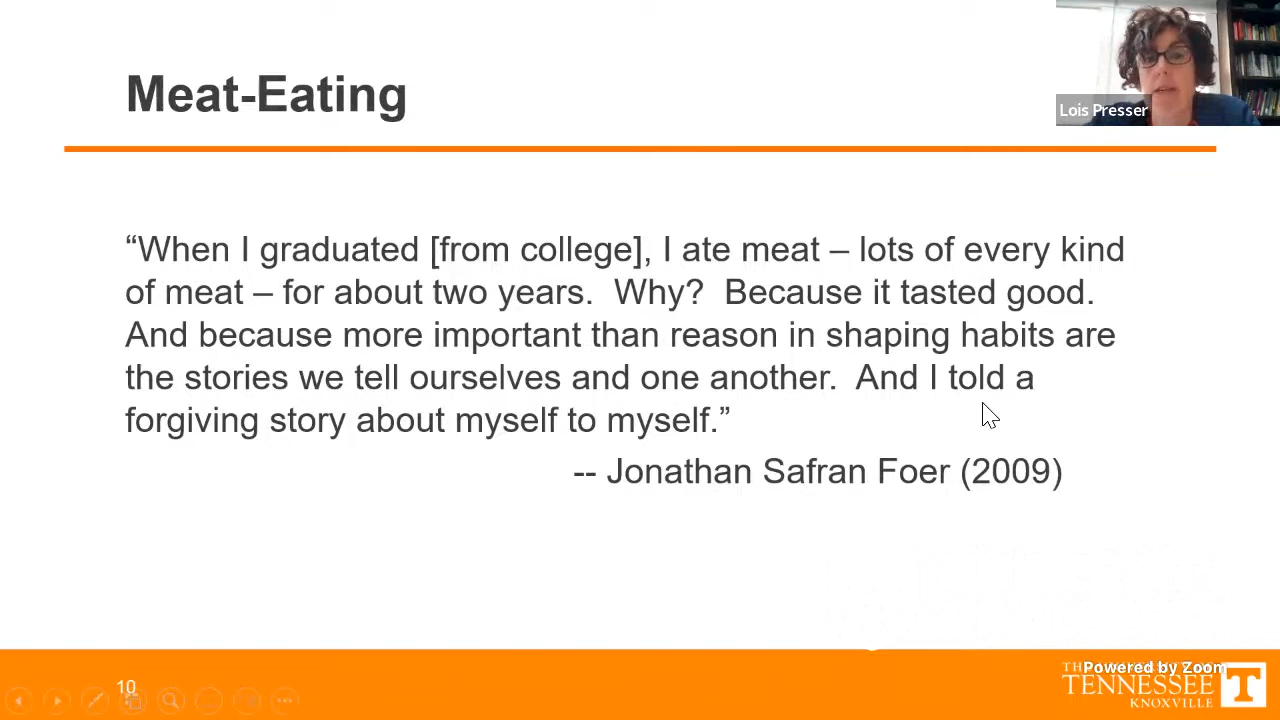 Meat-Eating
Lois Presser
“When I graduated [from college], I ate meat – lots of every kind
of meat – for about two years.  Why?  Because it tasted good.
And because more important than reason in shaping habits are
the stories we tell ourselves and one another.  And I told a
forgiving story about myself to myself.”
-- Jonathan Safran Foer (2009)
10
Powered by Zoom
TENNESSEE
KNOXVILLE
T